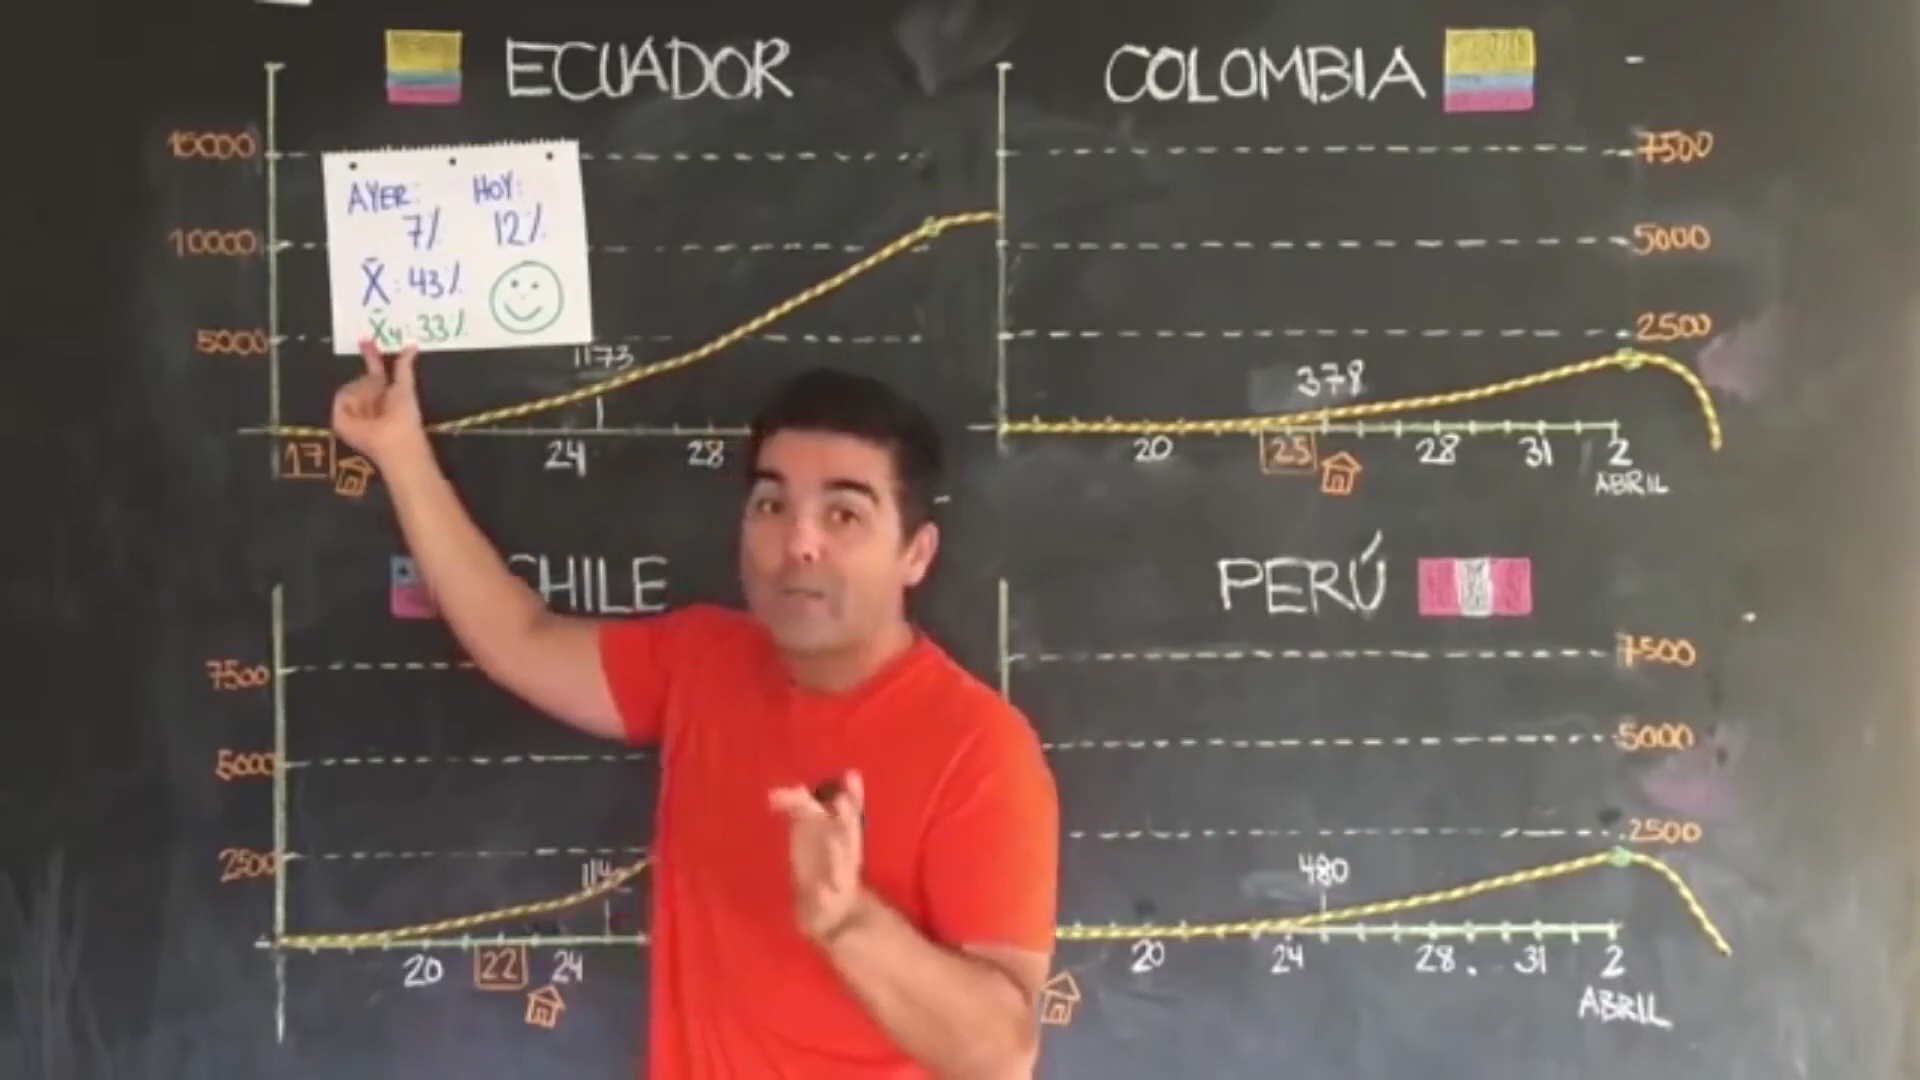 ECUADOR
15000
10000
5000
AYER: HOY:
7% 12%
X̄: 43%
33%
1173
17 24 28
COLOMBIA
7500
5000
2500
378
20 25 28 31 2
ABRIL
CHILE
7500
5000
2500
20 22 24
PERÚ
7500
5000
2500
480
20 24 28. 31 2
ABRIL